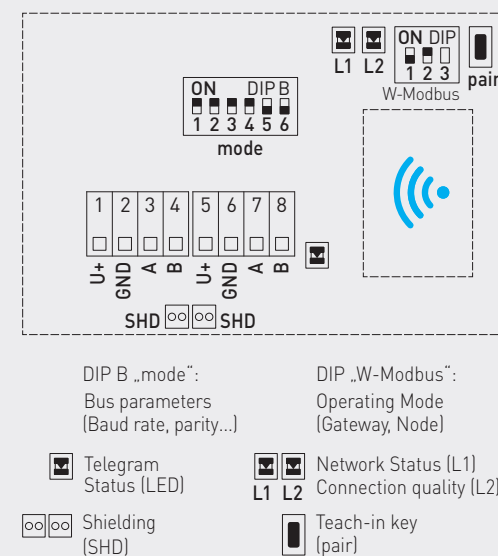 L1 L2
ON DIP
1 2 3
W-Modbus
pair
ON DIP B
1 2 3 4 5 6
mode
1 2 3 4 5 6 7 8
U+ GND A B U+ GND A B
SHD SHD
DIP B „mode“:
Bus parameters
(Baud rate, parity...)
DIP „W-Modbus“:
Operating Mode
(Gateway, Node)
Telegram
Status (LED)
L1 L2
Network Status (L1)
Connection quality (L2)
Shielding
(SHD)
Teach-in key
(pair)